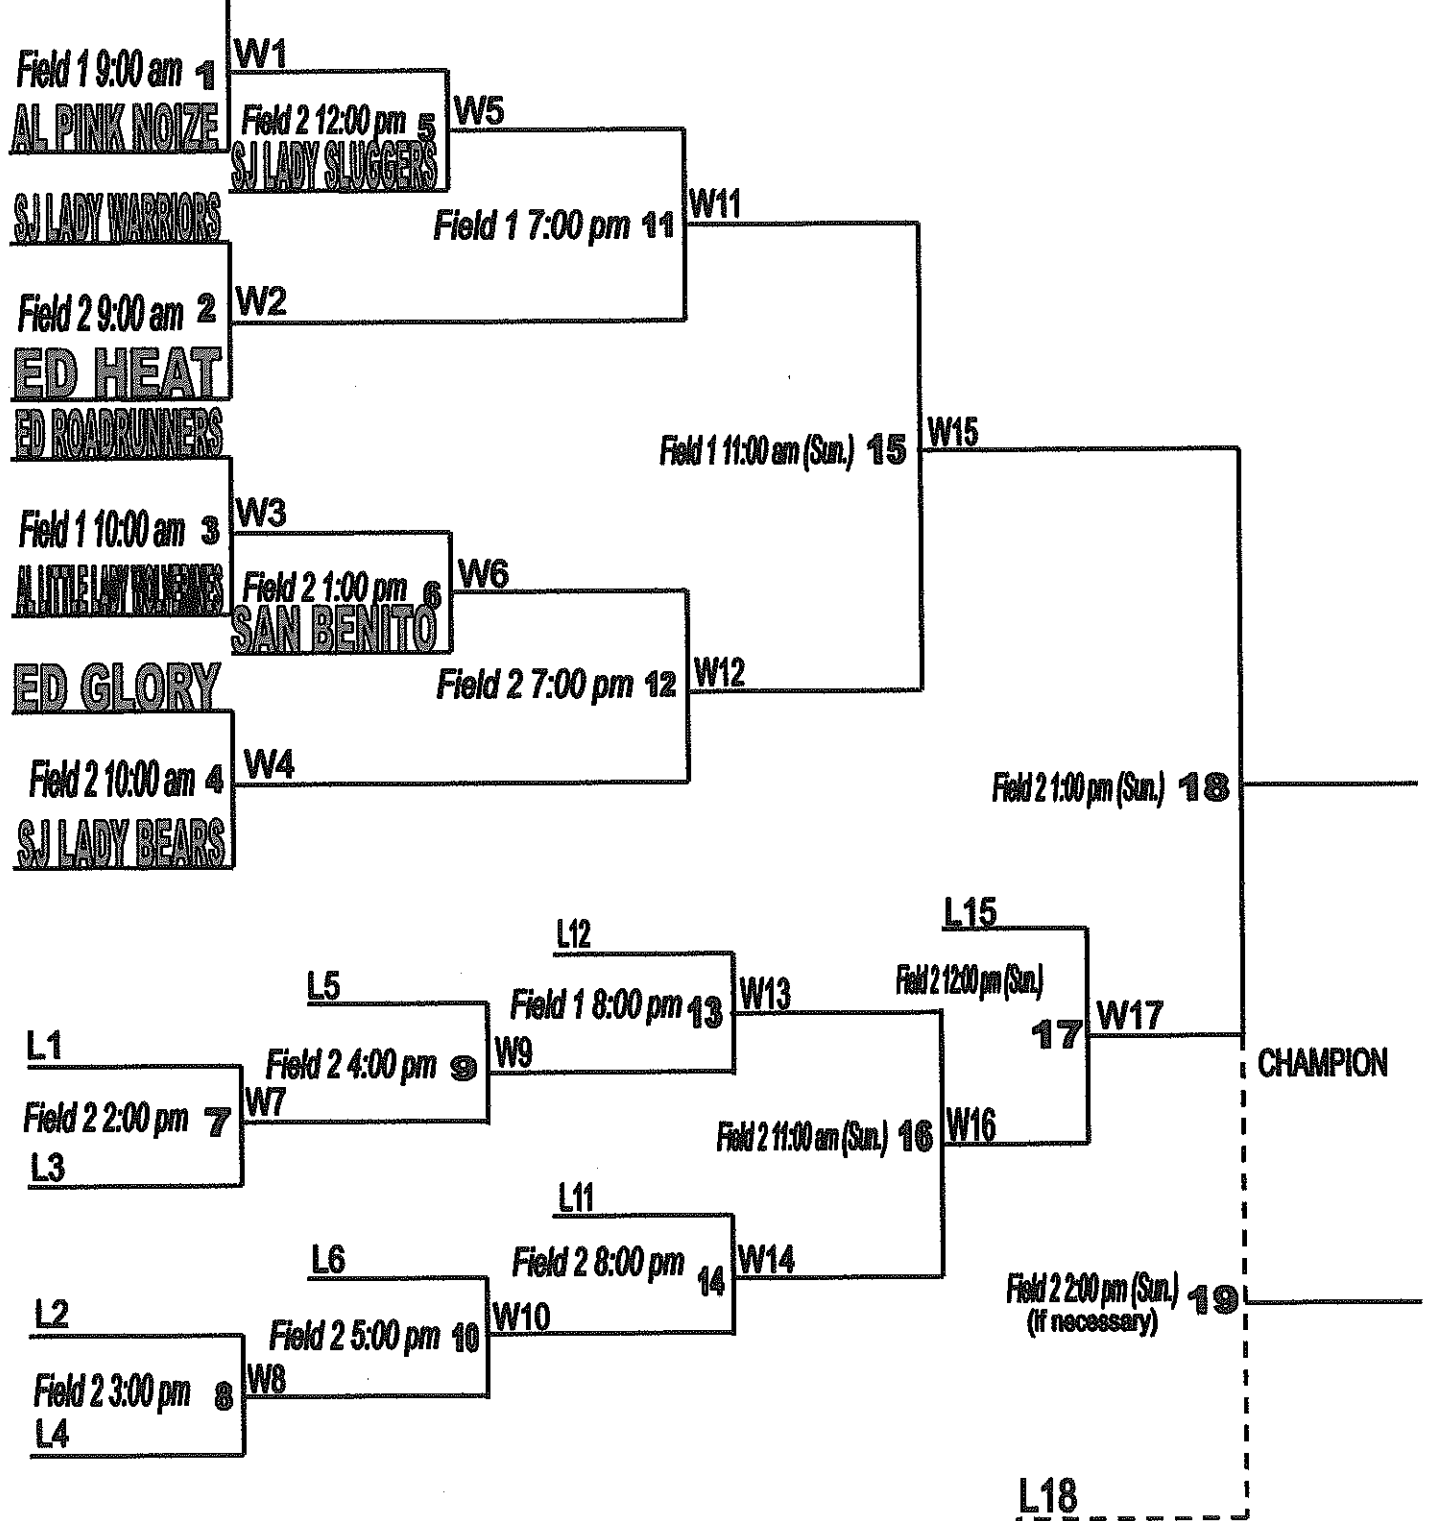 Field 1 9:00 am 1
W1
AL PINK NOIZE
Field 2 12:00 pm 5
W5
SJ LADY SLUGGERS
SJ LADY WARRIORS
Field 1 7:00 pm 11
W11
Field 2 9:00 am 2
W2
ED HEAT
ED ROADRUNNERS
Field 1 11:00 am (Sun.) 15
W15
Field 1 10:00 am 3
W3
AL LITTLE LADY WOLVERINES
Field 2 1:00 pm 6
W6
SAN BENITO
ED GLORY
Field 2 7:00 pm 12
W12
Field 2 10:00 am 4
W4
SJ LADY BEARS
Field 2 1:00 pm (Sun.) 18
L15
L12
Field 2 12:00 pm (Sun.)
17
W17
L5
Field 1 8:00 pm 13
W13
L1
Field 2 4:00 pm 9
W9
CHAMPION
Field 2 2:00 pm 7
W7
Field 2 11:00 am (Sun.) 16
W16
L3
L11
L6
Field 2 8:00 pm 14
W14
L2
Field 2 5:00 pm 10
W10
Field 2 2:00 pm (Sun.) 19
(if necessary)
Field 2 3:00 pm 8
W8
L4
L18